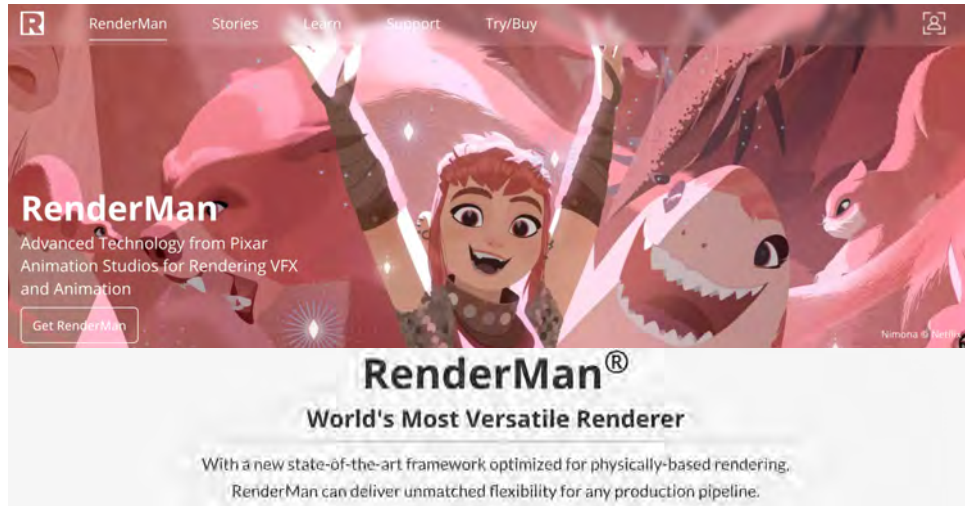 R RenderMan Stories Learn Support Try/Buy
RenderMan
Advanced Technology from Pixar
Animation Studios for Rendering VFX
and Animation
Get RenderMan
Nimona © Netflix
RenderMan®
World's Most Versatile Renderer
With a new state-of-the-art framework optimized for physically-based rendering,
RenderMan can deliver unmatched flexibility for any production pipeline.